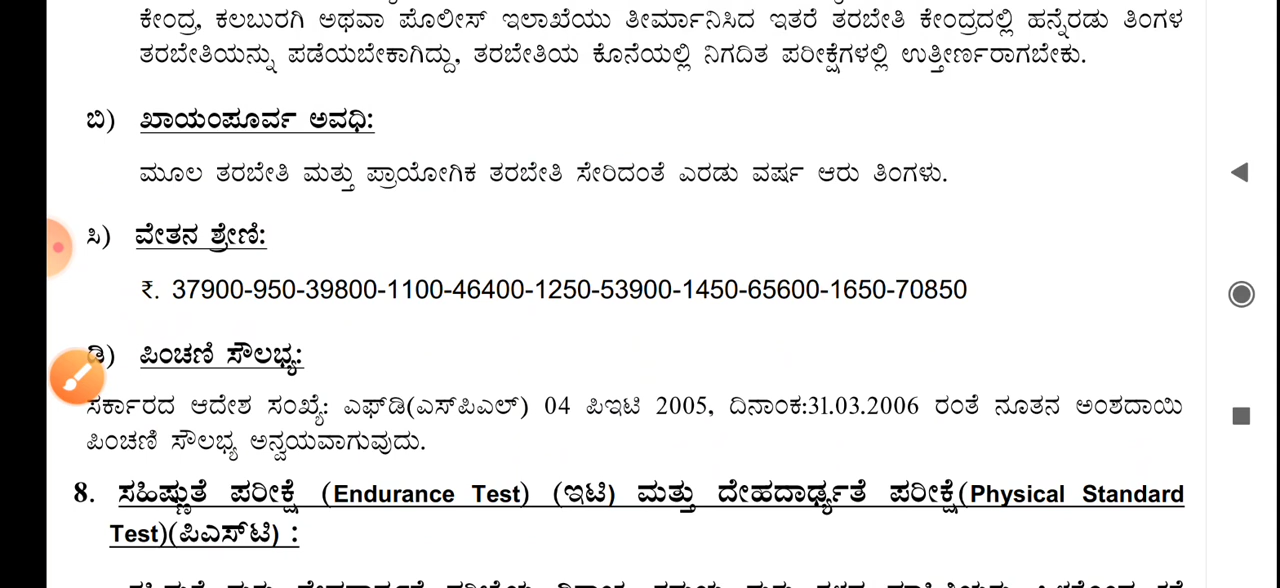 ಕೇಂದ್ರ, ಕಲಬುರಗಿ ಅಥವಾ ಪೊಲೀಸ್ ಇಲಾಖೆಯು ತೀರ್ಮಾನಿಸಿದ ಇತರೆ ತರಬೇತಿ ಕೇಂದ್ರದಲ್ಲಿ ಹನ್ನೆರಡು ತಿಂಗಳ
ತರಬೇತಿಯನ್ನು ಪಡೆಯಬೇಕಾಗಿದ್ದು, ತರಬೇತಿಯ ಕೊನೆಯಲ್ಲಿ ನಿಗದಿತ ಪರೀಕ್ಷೆಗಳಲ್ಲಿ ಉತ್ತೀರ್ಣರಾಗಬೇಕು.
ಬಿ) ಖಾಯಂಪೂರ್ವ ಅವಧಿ:
ಮೂಲ ತರಬೇತಿ ಮತ್ತು ಪ್ರಾಯೋಗಿಕ ತರಬೇತಿ ಸೇರಿದಂತೆ ಎರಡು ವರ್ಷ ಆರು ತಿಂಗಳು.
ಸಿ) ವೇತನ ಶ್ರೇಣಿ:
₹. 37900-950-39800-1100-46400-1250-53900-1450-65600-1650-70850
ಡಿ) ಪಿಂಚಣಿ ಸೌಲಭ್ಯ:
ಸರ್ಕಾರದ ಆದೇಶ ಸಂಖ್ಯೆ: ಎಫ್‌ಡಿ(ಎಸ್‌ಪಿಎಲ್) 04 ಪಿಇಟಿ 2005, ದಿನಾಂಕ:31.03.2006 ರಂತೆ ನೂತನ ಅಂಶದಾಯಿ
ಪಿಂಚಣಿ ಸೌಲಭ್ಯ ಅನ್ವಯವಾಗುವುದು.
8. ಸಹಿಷ್ಣುತೆ ಪರೀಕ್ಷೆ (Endurance Test) (ಇಟಿ) ಮತ್ತು ದೇಹದಾರ್ಢ್ಯತೆ ಪರೀಕ್ಷೆ(Physical Standard
Test)(ಪಿಎಸ್‌ಟಿ) :